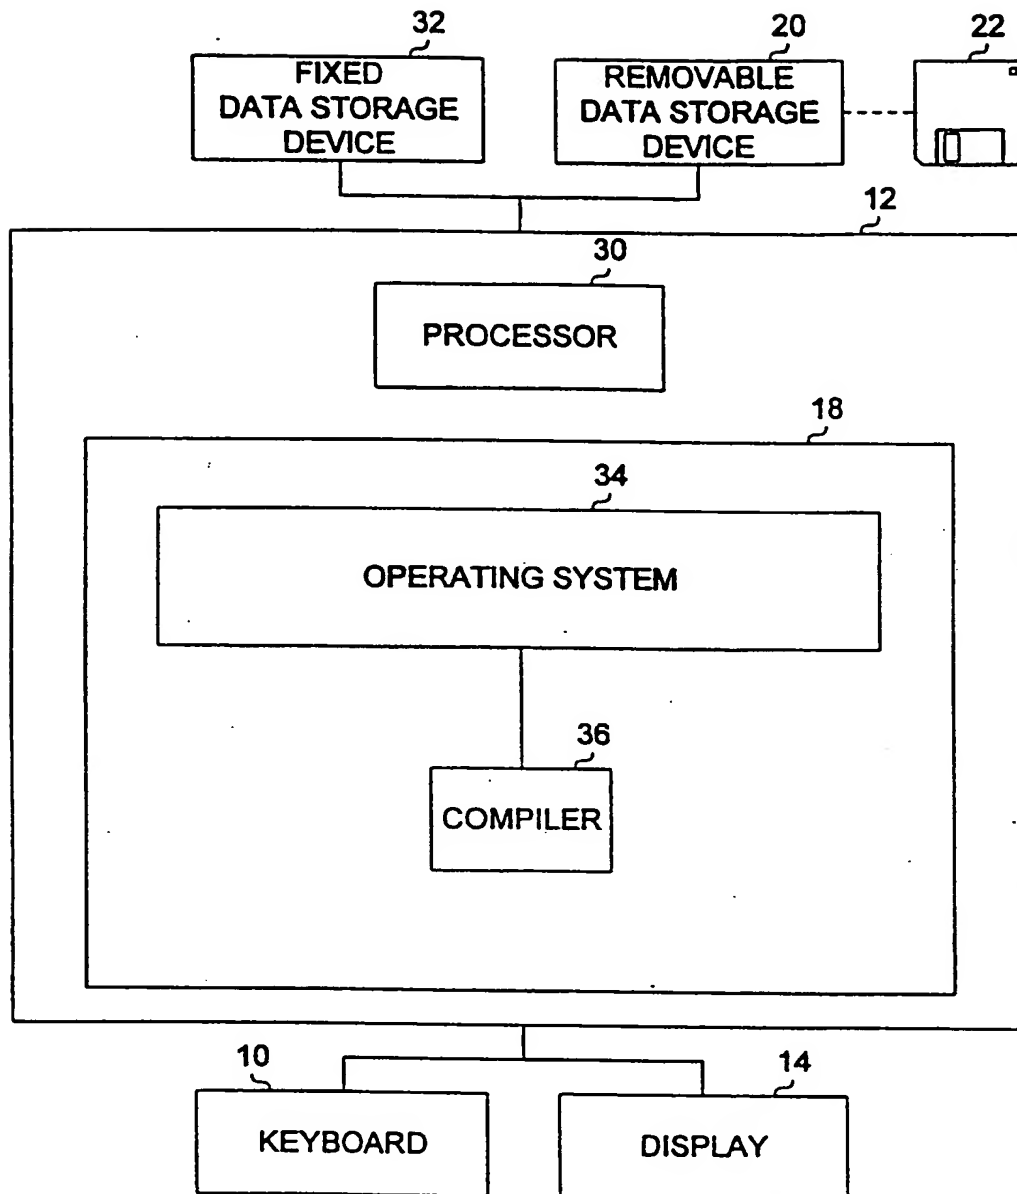 32
20
22
FIXED
DATA STORAGE
DEVICE
REMOVABLE
DATA STORAGE
DEVICE
12
30
PROCESSOR
18
34
OPERATING SYSTEM
36
COMPILER
10
14
KEYBOARD
DISPLAY